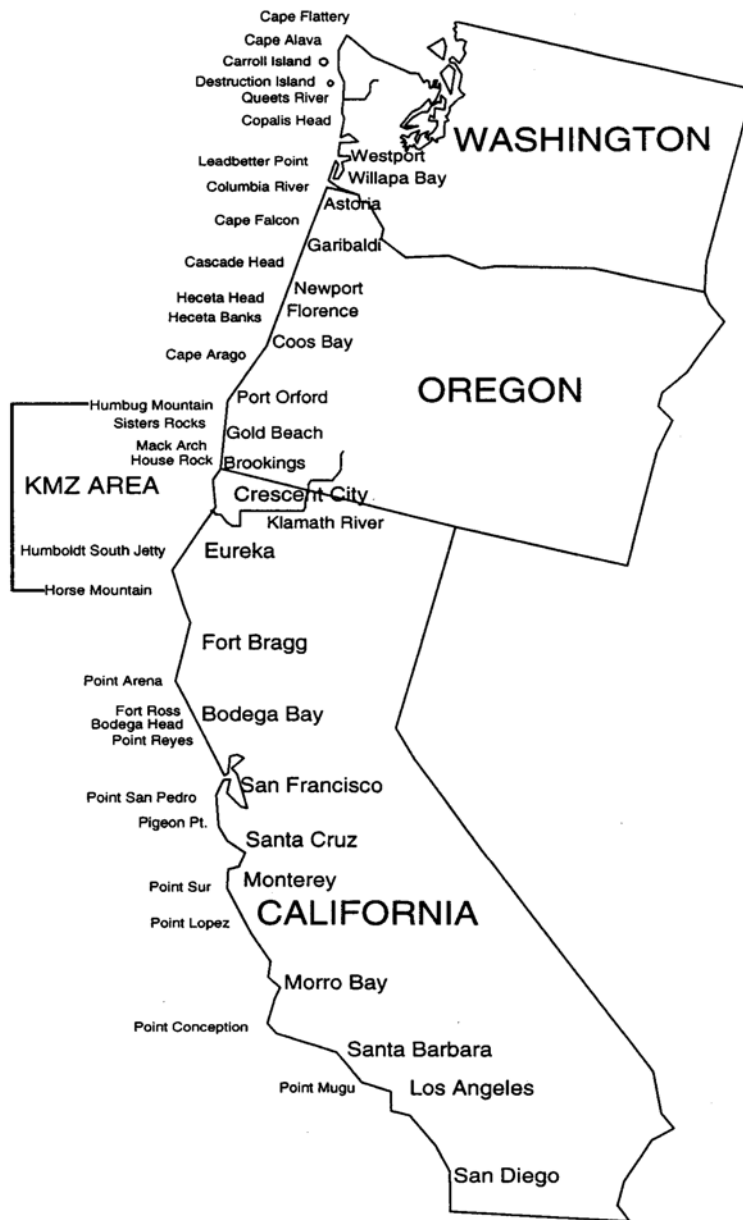 Cape Flattery
Cape Alava
Carroll Island
Destruction Island
Queets River
Copalis Head
WASHINGTON
Westport
Leadbetter Point
Willapa Bay
Columbia River
Astoria
Cape Falcon
Garibaldi
Cascade Head
Newport
Heceta Head
Florence
Heceta Banks
Coos Bay
Cape Arago
OREGON
Port Orford
Humbug Mountain
Sisters Rocks
Gold Beach
Mack Arch
House Rock
Brookings
KMZ AREA
Crescent City
Klamath River
Humboldt South Jetty
Eureka
Horse Mountain
Fort Bragg
Point Arena
Fort Ross
Bodega Bay
Bodega Head
Point Reyes
San Francisco
Point San Pedro
Pigeon Pt.
Santa Cruz
Monterey
Point Sur
CALIFORNIA
Point Lopez
Morro Bay
Point Conception
Santa Barbara
Point Mugu
Los Angeles
San Diego